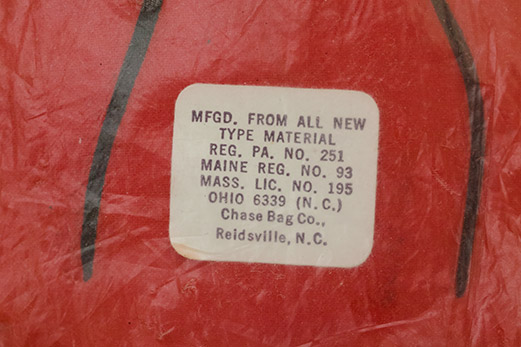 MFGD. FROM ALL NEW
TYPE MATERIAL
REG. PA. NO. 251
MAINE REG. NO. 93
MASS. LIC. NO. 195
OHIO 6339 (N.C.)
Chase Bag Co.,
Reidsville, N.C.